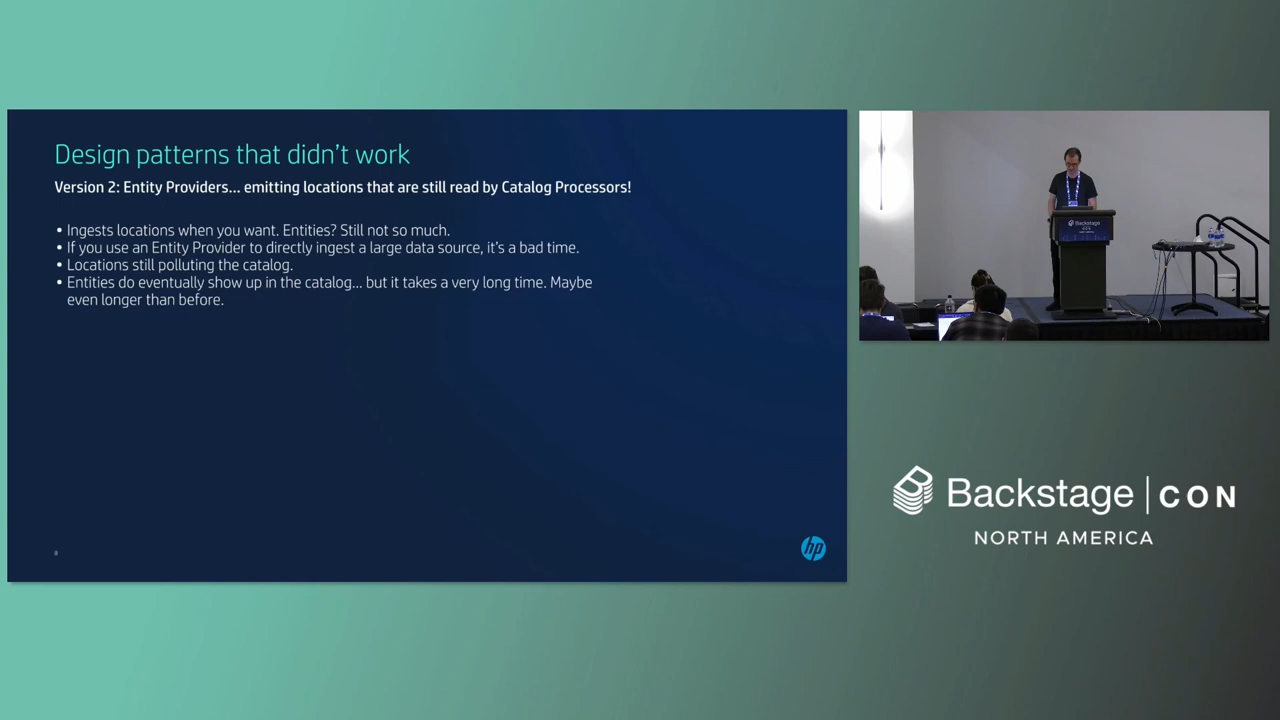 Design patterns that didn't work
Version 2: Entity Providers... emitting locations that are still read by Catalog Processors!
• Ingests locations when you want. Entities? Still not so much.
• If you use an Entity Provider to directly ingest a large data source, it's a bad time.
• Locations still polluting the catalog.
• Entities do eventually show up in the catalog... but it takes a very long time. Maybe
even longer than before.
8
hp
Backstage
Backstage | CON
NORTH AMERICA